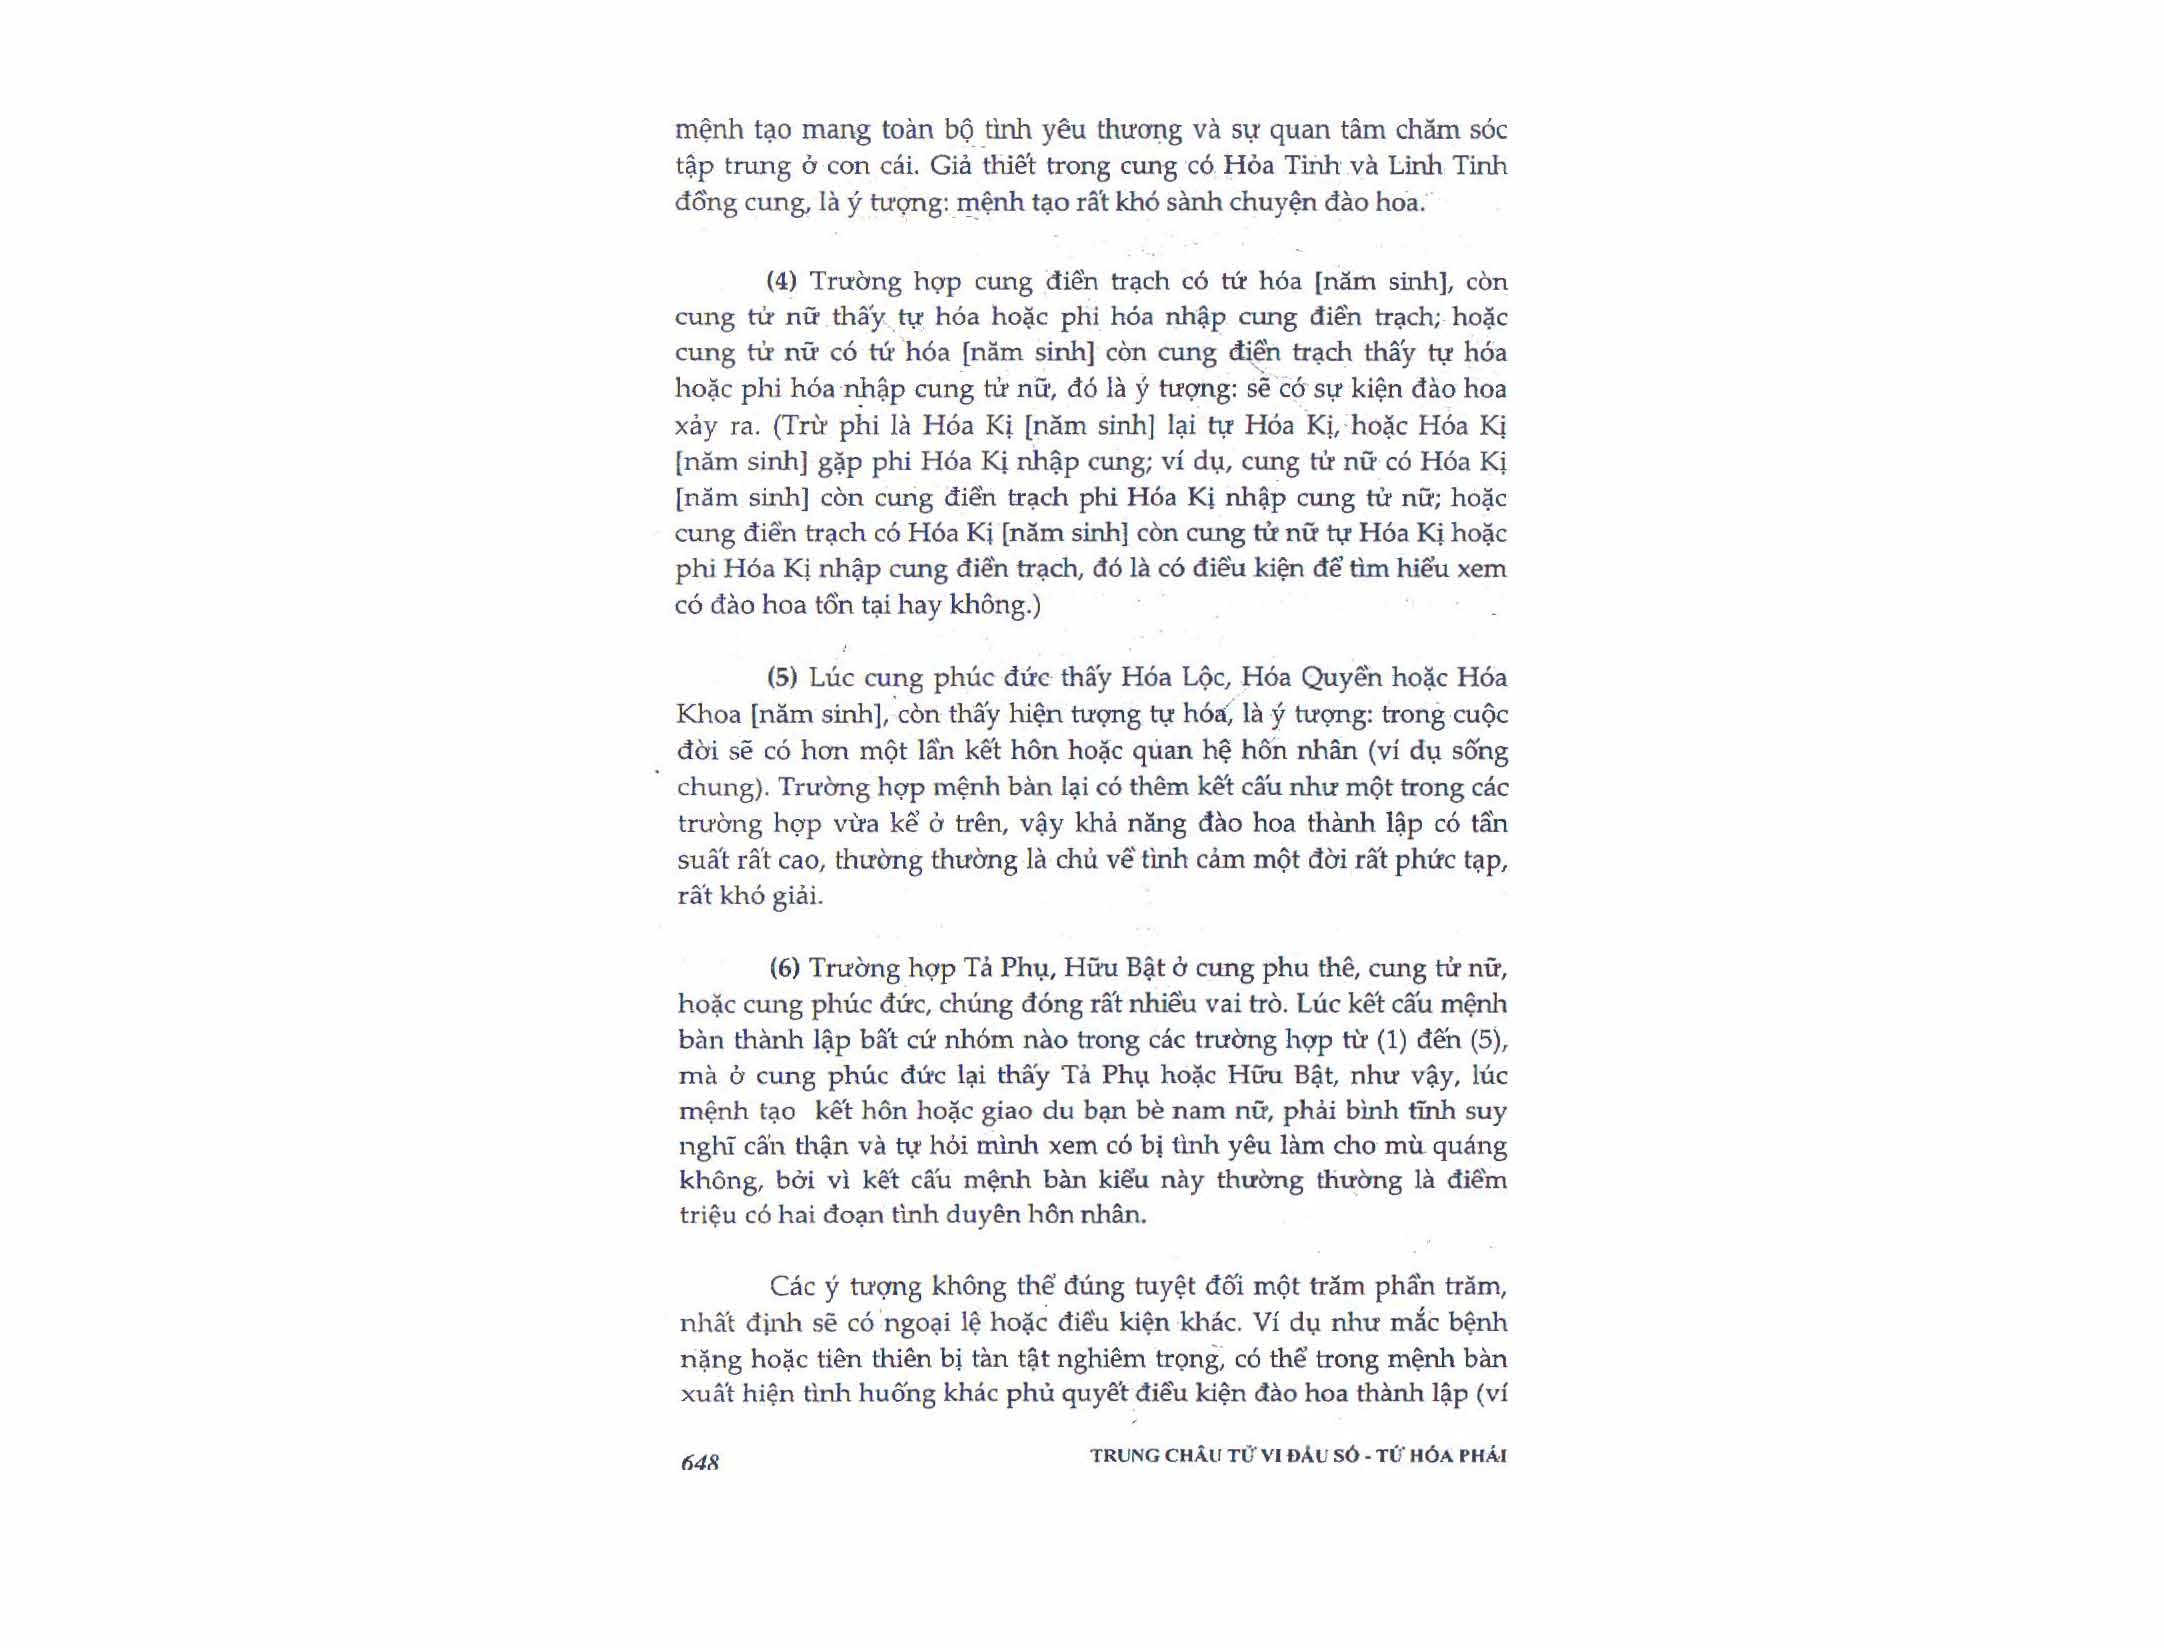 mệnh tạo mang toàn bộ tình yêu thương và sự quan tâm chăm sóc
tập trung ở con cái. Giả thiết trong cung có Hỏa Tinh và Linh Tinh
đồng cung, là ý tượng: mệnh tạo rất khó sành chuyện đào hoa.
(4) Trường hợp cung điền trạch có tứ hóa [năm sinh], còn
cung tử nữ thấy tự hóa hoặc phi hóa nhập cung điền trạch; hoặc
cung tử nữ có tứ hóa [năm sinh] còn cung điền trạch thấy tự hóa
hoặc phi hóa nhập cung tử nữ, đó là ý tượng: sẽ có sự kiện đào hoa
xảy ra. (Trừ phi là Hóa Kị [năm sinh] lại tự Hóa Kị, hoặc Hóa Kị
[năm sinh] gặp phi Hóa Kị nhập cung; ví dụ, cung tử nữ có Hóa Kị
[năm sinh] còn cung điền trạch phi Hóa Kị nhập cung tử nữ; hoặc
cung điền trạch có Hóa Kị [năm sinh] còn cung tử nữ tự Hóa Kị hoặc
phi Hóa Kị nhập cung điền trạch, đó là có điều kiện để tìm hiểu xem
có đào hoa tồn tại hay không.)
(5) Lúc cung phúc đức thấy Hóa Lộc, Hóa Quyền hoặc Hóa
Khoa [năm sinh], còn thấy hiện tượng tự hóa, là ý tượng: trong cuộc
đời sẽ có hơn một lần kết hôn hoặc quan hệ hôn nhân (ví dụ sống
chung). Trường hợp mệnh bàn lại có thêm kết cấu như một trong các
trường hợp vừa kể ở trên, vậy khả năng đào hoa thành lập có tần
suất rất cao, thường thường là chủ về tình cảm một đời rất phức tạp,
rất khó giải.
(6) Trường hợp Tả Phụ, Hữu Bật ở cung phu thê, cung tử nữ,
hoặc cung phúc đức, chúng đóng rất nhiều vai trò. Lúc kết cấu mệnh
bàn thành lập bất cứ nhóm nào trong các trường hợp từ (1) đến (5),
mà ở cung phúc đức lại thấy Tả Phụ hoặc Hữu Bật, như vậy, lúc
mệnh tạo kết hôn hoặc giao du bạn bè nam nữ, phải bình tĩnh suy
nghĩ cẩn thận và tự hỏi mình xem có bị tình yêu làm cho mù quáng
không, bởi vì kết cấu mệnh bàn kiểu này thường thường là điềm
triệu có hai đoạn tình duyên hôn nhân.
Các ý tượng không thể đúng tuyệt đối một trăm phần trăm,
nhất định sẽ có ngoại lệ hoặc điều kiện khác. Ví dụ như mắc bệnh
nặng hoặc tiên thiên bị tàn tật nghiêm trọng, có thể trong mệnh bàn
xuất hiện tình huống khác phủ quyết điều kiện đào hoa thành lập (ví
648 TRUNG CHÂU TỬ VI ĐẨU SỐ - TỨ HÓA PHÁI